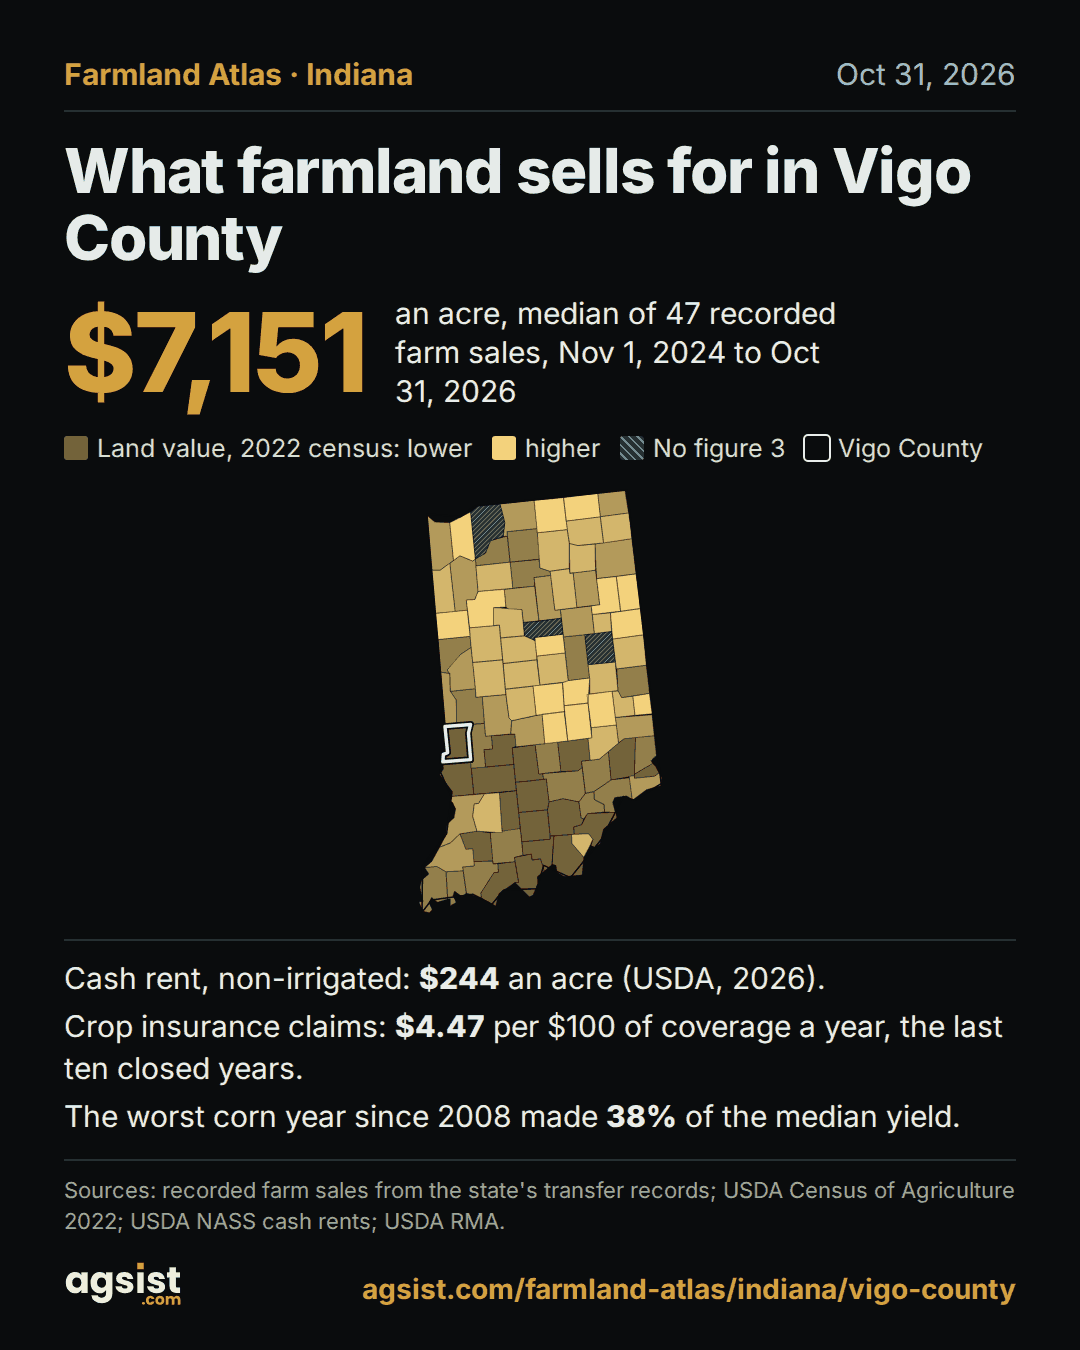 Farmland Atlas · Indiana
Oct 31, 2026
What farmland sells for in Vigo
County
$7,151
an acre, median of 47 recorded
farm sales, Nov 1, 2024 to Oct
31, 2026
Land value, 2022 census: lower
higher
No figure 3
Vigo County
Cash rent, non-irrigated: $244 an acre (USDA, 2026).
Crop insurance claims: $4.47 per $100 of coverage a year, the last
ten closed years.
The worst corn year since 2008 made 38% of the median yield.
Sources: recorded farm sales from the state's transfer records; USDA Census of Agriculture
2022; USDA NASS cash rents; USDA RMA.
agsist
.com
agsist.com/farmland-atlas/indiana/vigo-county